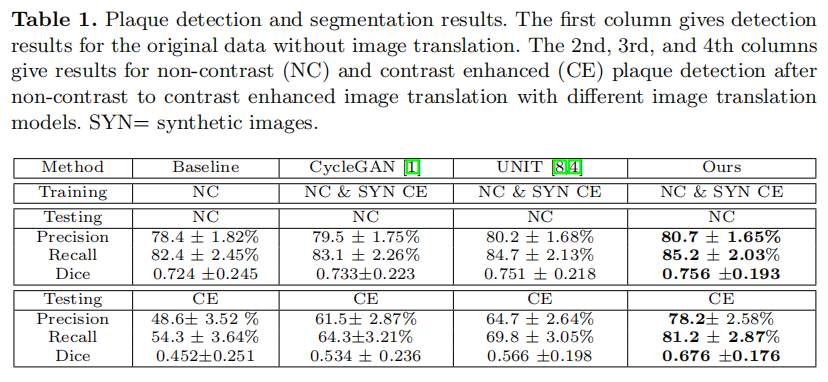 Table 1. Plaque detection and segmentation results. The first column gives detection
results for the original data without image translation. The 2nd, 3rd, and 4th columns
give results for non-contrast (NC) and contrast enhanced (CE) plaque detection after
non-contrast to contrast enhanced image translation with different image translation
models. SYN= synthetic images.
Method Baseline CycleGAN [1] UNIT [8,4] Ours
Training NC NC & SYN CE NC & SYN CE NC & SYN CE
Testing NC NC NC NC
Precision 78.4 ± 1.82% 79.5 ± 1.75% 80.2 ± 1.68% 80.7 ± 1.65%
Recall 82.4 ± 2.45% 83.1 ± 2.26% 84.7 ± 2.13% 85.2 ± 2.03%
Dice 0.724 ±0.245 0.733±0.223 0.751 ± 0.218 0.756 ±0.193
Testing CE CE CE CE
Precision 48.6± 3.52 % 61.5± 2.87% 64.7 ± 2.64% 78.2± 2.58%
Recall 54.3 ± 3.64% 64.3±3.21% 69.8 ± 3.05% 81.2 ± 2.87%
Dice 0.452±0.251 0.534 ± 0.236 0.566 ±0.198 0.676 ±0.176